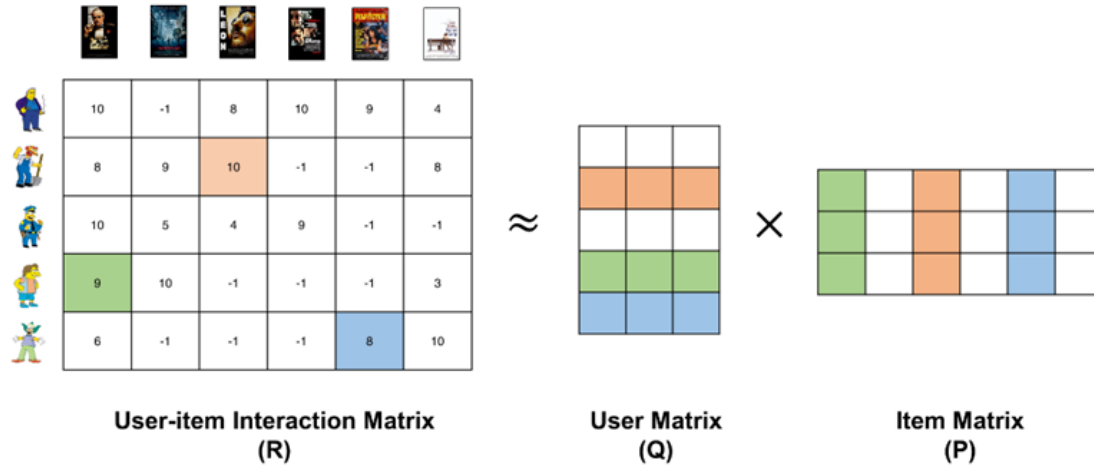 LEON
10 -1 8 10 9 4
8 9 10 -1 -1 8
10 5 4 9 -1 -1
9 10 -1 -1 -1 3
6 -1 -1 -1 8 10
≈ ×
User-item Interaction Matrix
(R)
User Matrix
(Q)
Item Matrix
(P)